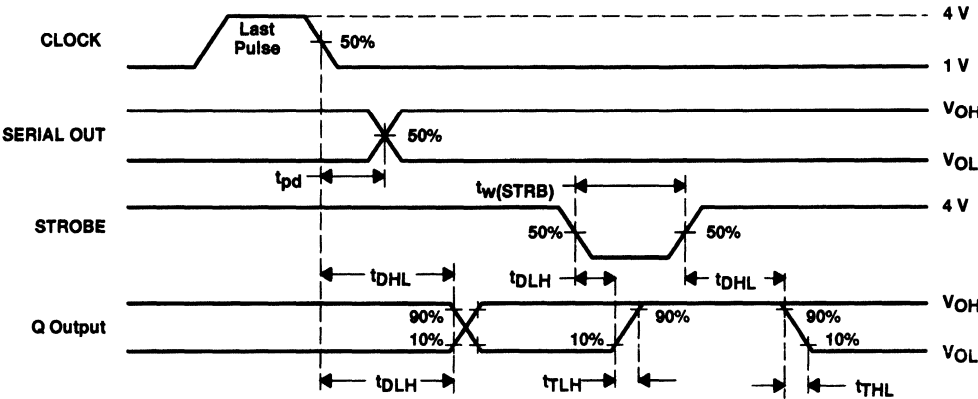 CLOCK
Last
Pulse
50%
4 V
1 V
SERIAL OUT
50%
VOH
VOL
tpd
tw(STRB)
STROBE
50%
50%
4 V
tDHL
tDLH
tDHL
Q Output
90%
10%
10%
90%
90%
10%
VOH
VOL
tDLH
tTLH
tTHL